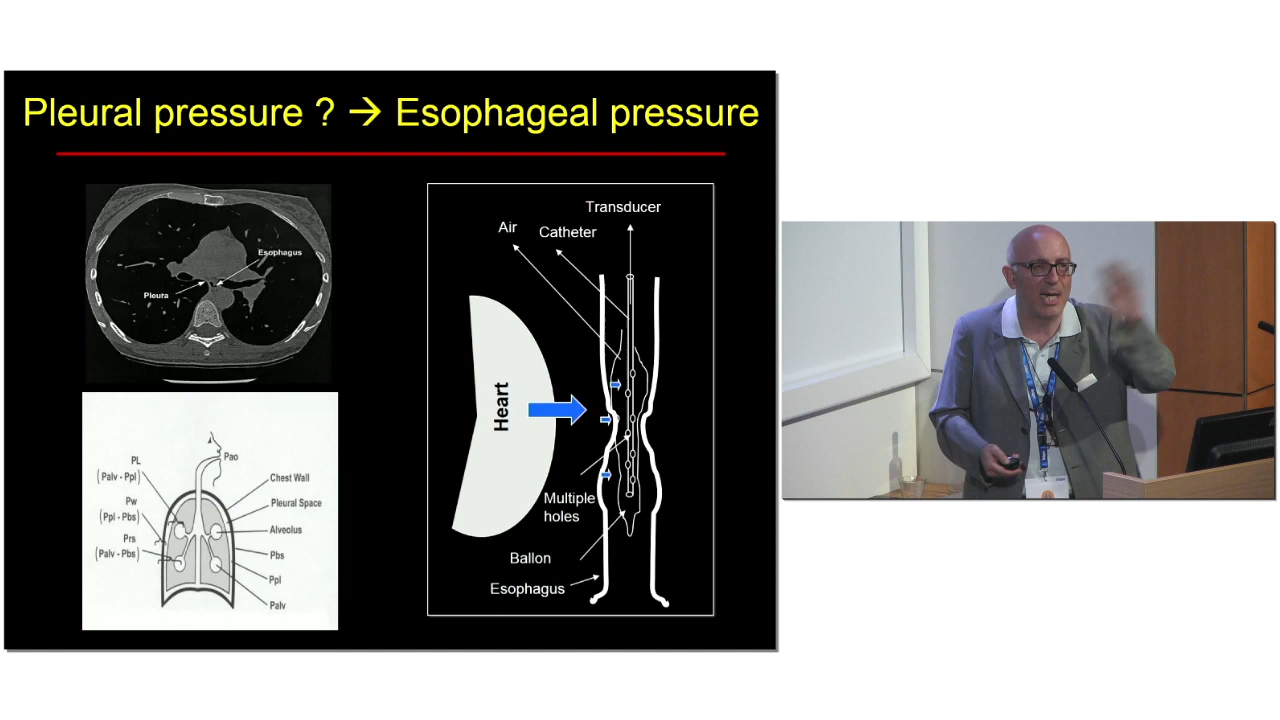 Pleural pressure ? → Esophageal pressure
Esophagus
Pleura
PL
(Palv - Ppl)
Pw
(Ppl - Pbs)
Prs
(Palv - Pbs)
Pao
Chest Wall
Pleural Space
Alveolus
Pbs
Ppl
Palv
Transducer
Air
Catheter
Heart
Multiple
holes
Ballon
Esophagus